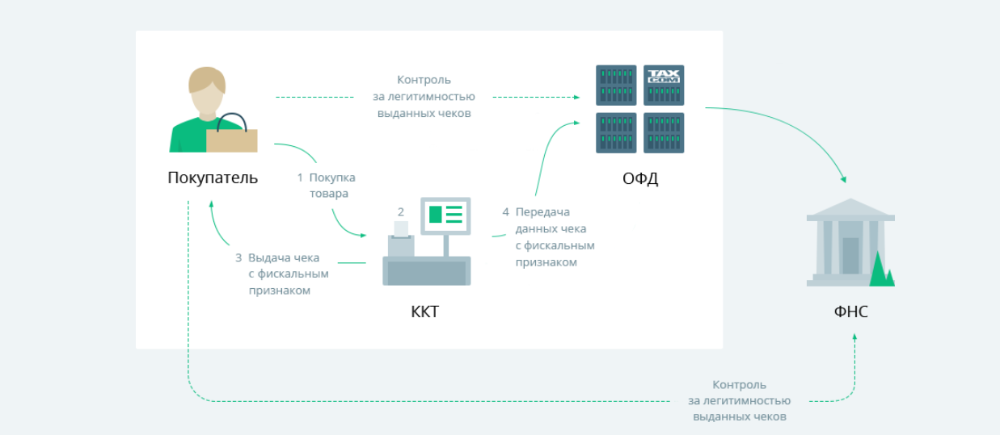 Контроль
за легитимностью
выданных чеков
TAX
COM
Покупатель
ОФД
1 Покупка
товара
2
4 Передача
данных чека
с фискальным
признаком
3 Выдача чека
с фискальным
признаком
ККТ
ФНС
Контроль
за легитимностью
выданных чеков